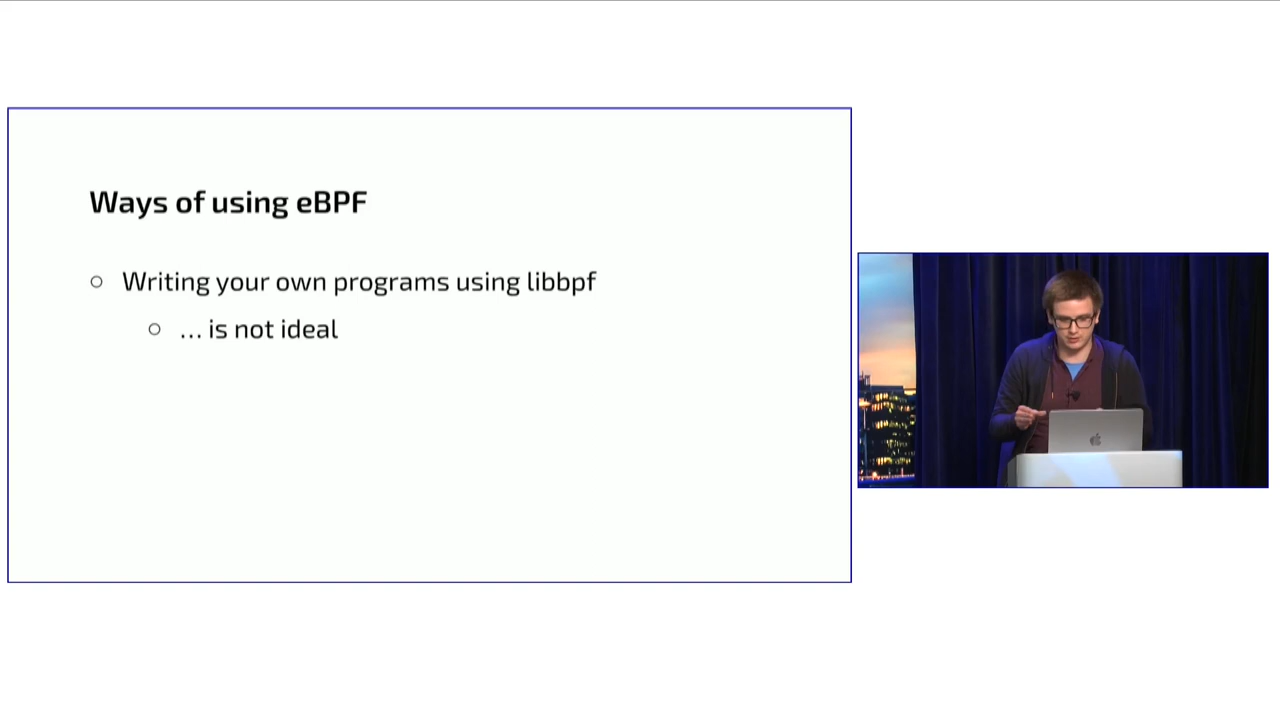 Ways of using eBPF
Writing your own programs using libbpf
… is not ideal